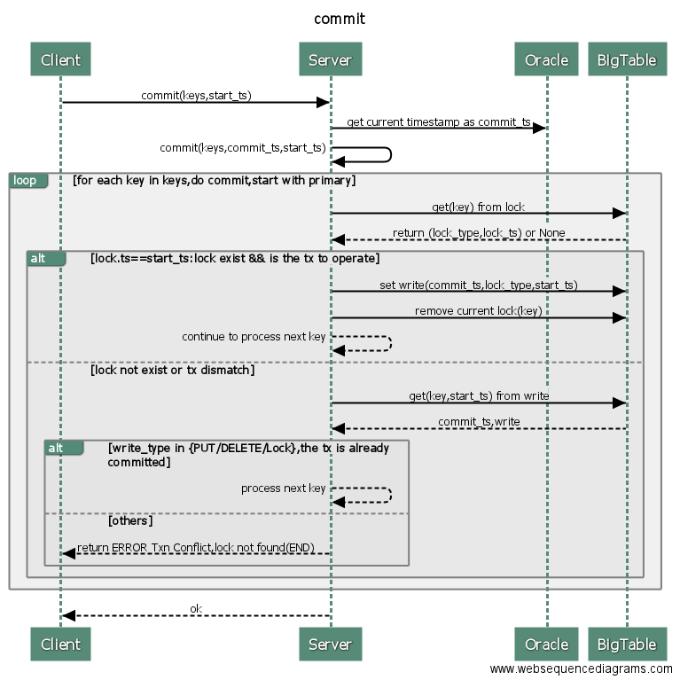 commit
Client Server Oracle BigTable
commit(keys,start_ts)
get current timestamp as commit_ts
commit(keys,commit_ts,start_ts)
loop [for each key in keys,do commit,start with primary]
get(key) from lock
return (lock_type,lock_ts) or None
alt [lock.ts==start_ts:lock exist && is the tx to operate]
set write(commit_ts,lock_type,start_ts)
remove current lock(key)
continue to process next key
[lock not exist or tx dismatch]
get(key,start_ts) from write
commit_ts,write
alt [write_type in {PUT/DELETE/Lock},the tx is already
committed]
process next key
[others]
return ERROR Txn Conflict,lock not found(END)
ok
Client Server Oracle BigTable
www.websequencediagrams.com